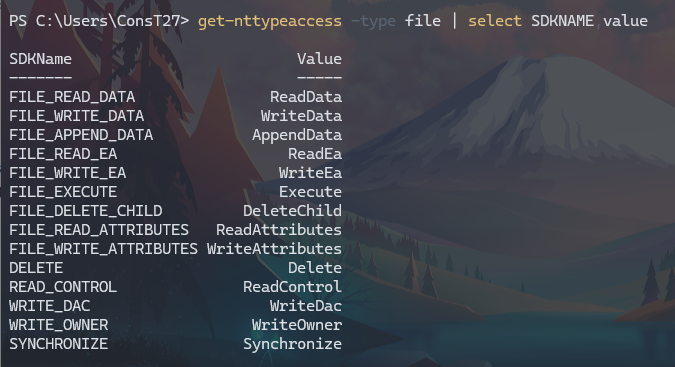 PS C:\Users\ConsT27> get-nttypeaccess -type file | select SDKNAME,value
SDKName Value
------- -----
FILE_READ_DATA ReadData
FILE_WRITE_DATA WriteData
FILE_APPEND_DATA AppendData
FILE_READ_EA ReadEa
FILE_WRITE_EA WriteEa
FILE_EXECUTE Execute
FILE_DELETE_CHILD DeleteChild
FILE_READ_ATTRIBUTES ReadAttributes
FILE_WRITE_ATTRIBUTES WriteAttributes
DELETE Delete
READ_CONTROL ReadControl
WRITE_DAC WriteDac
WRITE_OWNER WriteOwner
SYNCHRONIZE Synchronize